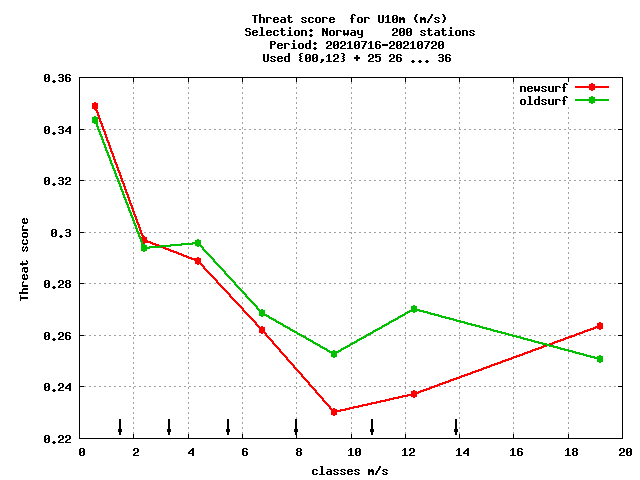 Threat score  for U10m (m/s)
Selection: Norway    200 stations
Period: 20210716-20210720
Used {00,12} + 25 26 ... 36
newsurf
oldsurf
0.36
0.34
0.32
0.3
0.28
0.26
0.24
0.22
Threat score
0 2 4 6 8 10 12 14 16 18 20
classes m/s